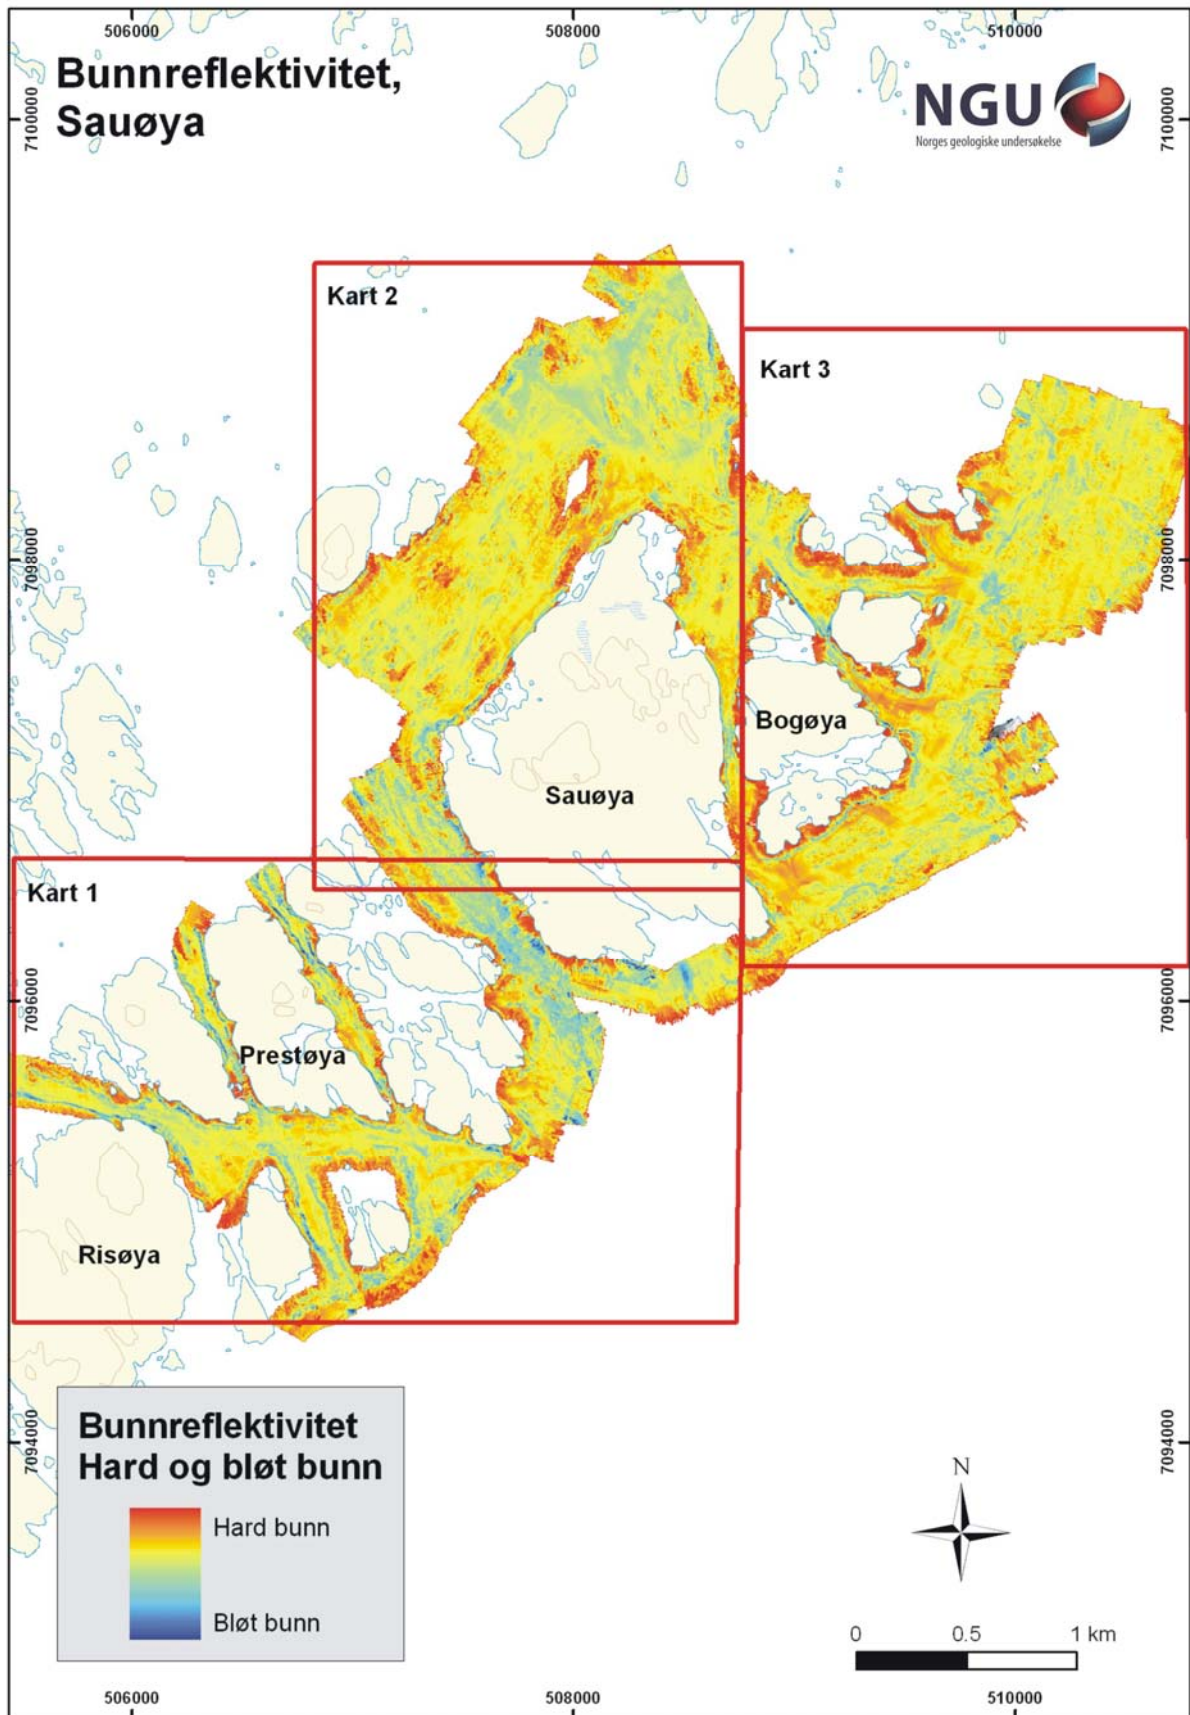 506000
508000
510000
Bunnreflektivitet,
Sauøya
NGU
Norges geologiske undersøkelse
7100000
7100000
Kart 2
Kart 3
7098000
7098000
Bogøya
Sauøya
Kart 1
7096000
7096000
Prestøya
Risøya
Bunnreflektivitet
Hard og bløt bunn
Hard bunn
Bløt bunn
7094000
7094000
N
0 0.5 1 km
506000
508000
510000